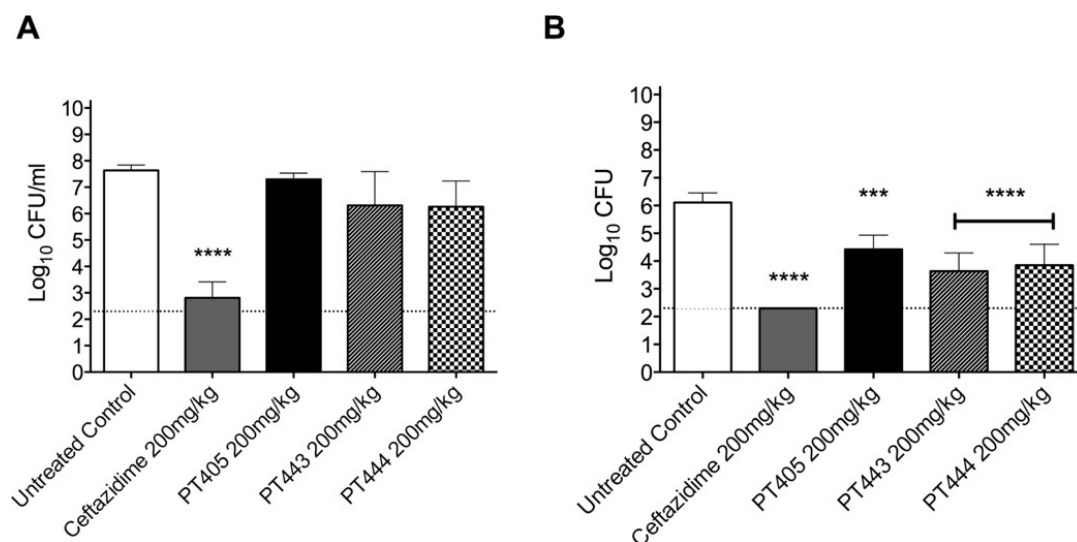 A
Log10 CFU/ml
10
9
8
7
6
5
4
3
2
1
0
****
Untreated Control
Ceftazidime 200mg/kg
PT405 200mg/kg
PT443 200mg/kg
PT444 200mg/kg
B
Log10 CFU
10
9
8
7
6
5
4
3
2
1
0
****
***
****
Untreated Control
Ceftazidime 200mg/kg
PT405 200mg/kg
PT443 200mg/kg
PT444 200mg/kg